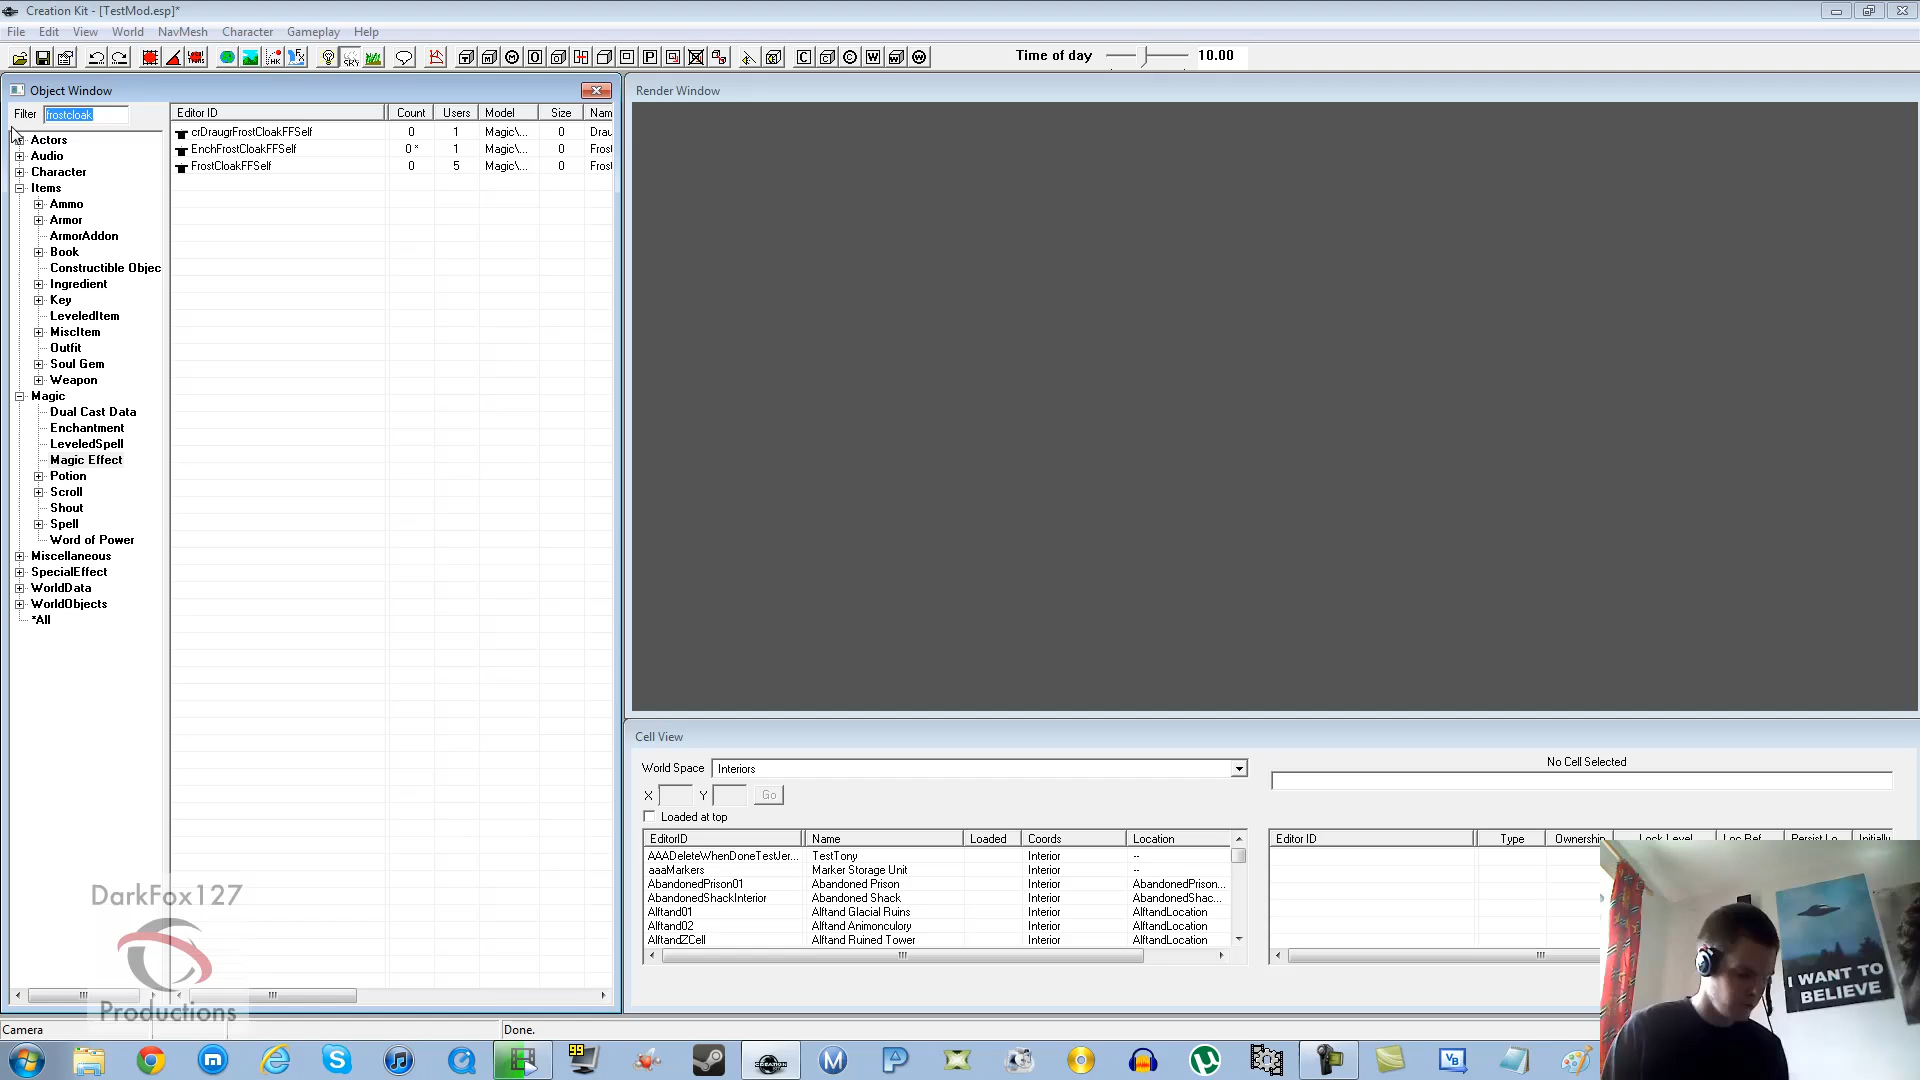 Creation Kit - [TestMod.esp]*
File Edit View World NavMesh Character Gameplay Help
Time of day 10.00
Object Window
Filter frostcloak
Actors
Audio
Character
Items
Ammo
Armor
ArmorAddon
Book
Constructible Objec
Ingredient
Key
LeveledItem
MiscItem
Outfit
Soul Gem
Weapon
Magic
Dual Cast Data
Enchantment
LeveledSpell
Magic Effect
Potion
Scroll
Shout
Spell
Word of Power
Miscellaneous
SpecialEffect
WorldData
WorldObjects
*All
Editor ID Count Users Model Size Nam
crDraugrFrostCloakFFSelf 0 1 Magic\... 0 Drau
EnchFrostCloakFFSelf 0 * 1 Magic\... 0 Frost
FrostCloakFFSelf 0 5 Magic\... 0 Frost
Render Window
Cell View
World Space Interiors
X Y Go
Loaded at top
EditorID Name Loaded Coords Location
AAADeleteWhenDoneTestJer... TestTony Interior --
aaaMarkers Marker Storage Unit Interior --
AbandonedPrison01 Abandoned Prison Interior AbandonedPrison...
AbandonedShackInterior Abandoned Shack Interior AbandonedShac...
Alftand01 Alftand Glacial Ruins Interior AlftandLocation
Alftand02 Alftand Animonculory Interior AlftandLocation
AlftandZCell Alftand Ruined Tower Interior AlftandLocation
No Cell Selected
Editor ID Type Ownership Lock Level Loc Ref Persist Lo Initially
DarkFox127
Productions
I WANT TO
BELIEVE
Camera Done.
99
VB